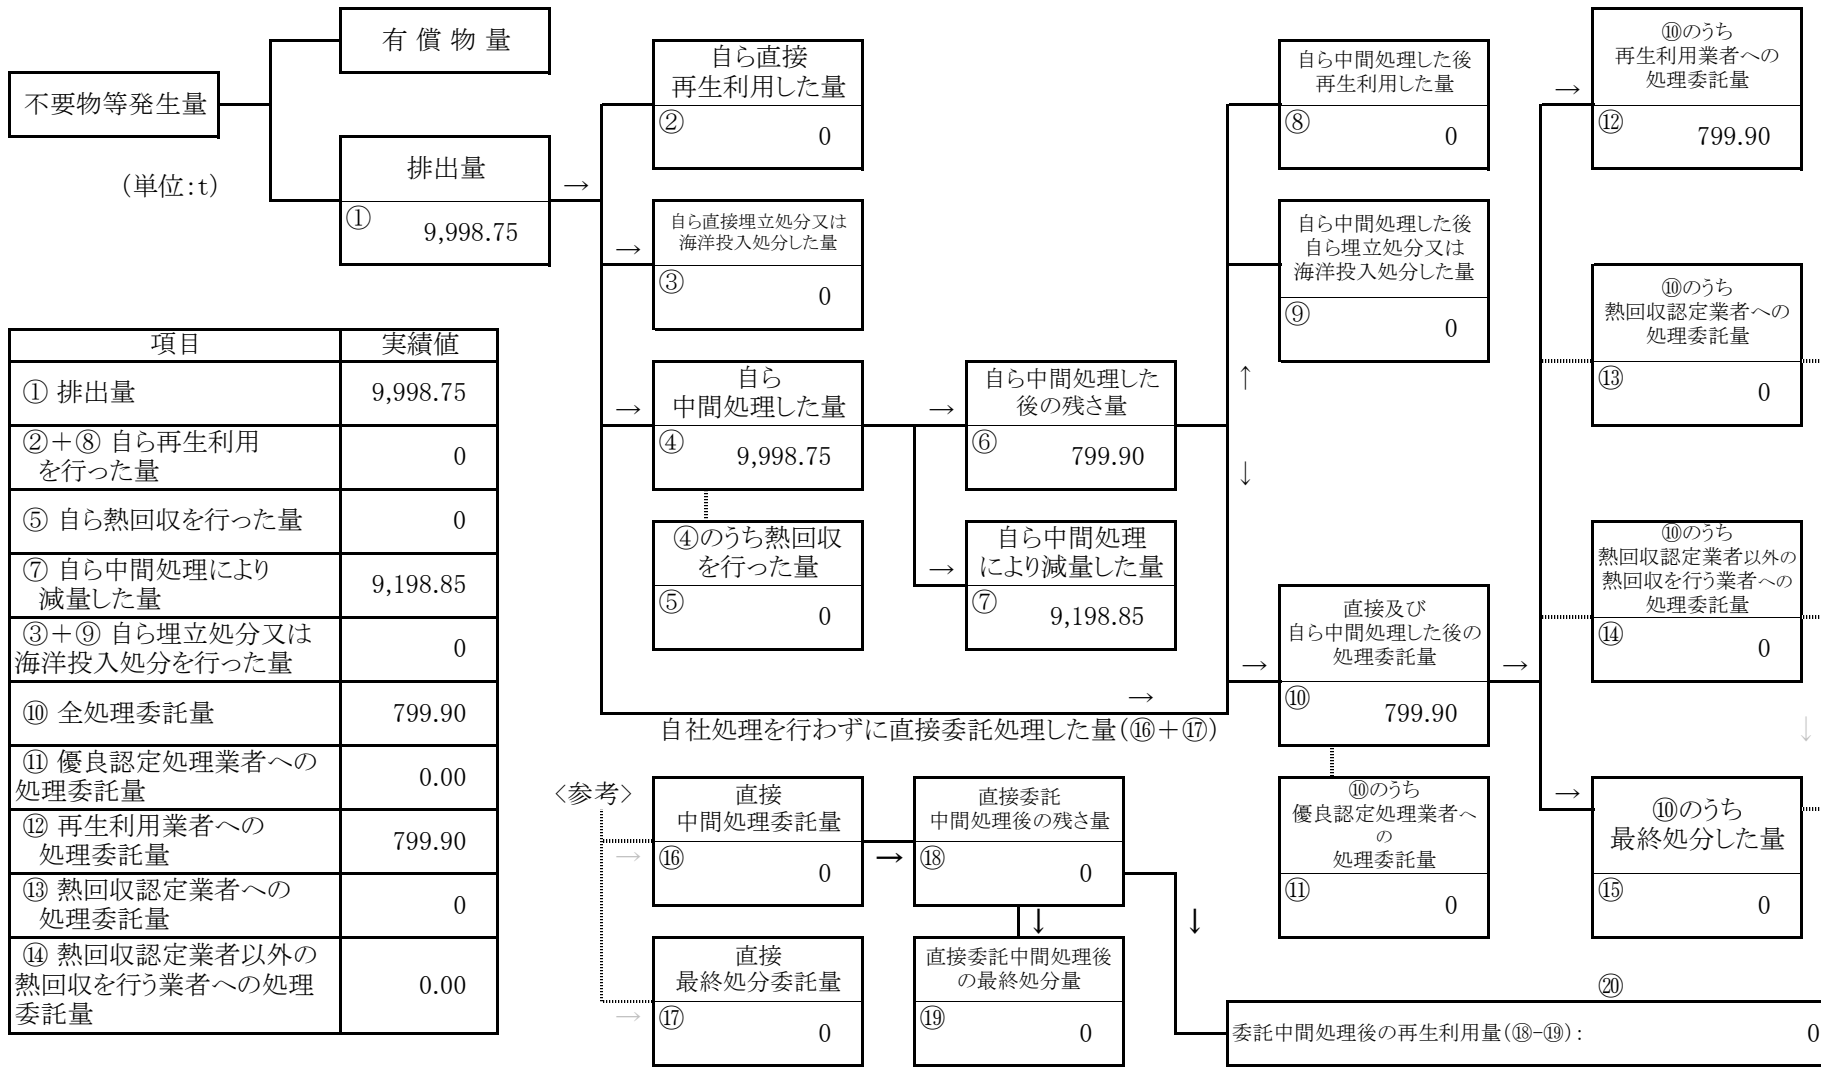 不要物等発生量
(単位:t)
有 償 物 量
排出量
① 9,998.75
→
自ら直接
再生利用した量
② 0
→
自ら直接埋立処分又は
海洋投入処分した量
③ 0
→
自ら
中間処理した量
④ 9,998.75
④のうち熱回収
を行った量
⑤ 0
→
自ら中間処理した
後の残さ量
⑥ 799.90
→
自ら中間処理
により減量した量
⑦ 9,198.85
↑
↓
自ら中間処理した後
再生利用した量
⑧ 0
自ら中間処理した後
自ら埋立処分又は
海洋投入処分した量
⑨ 0
→
自社処理を行わずに直接委託処理した量(⑯+⑰)
→
直接及び
自ら中間処理した後の
処理委託量
⑩ 799.90
→
⑩のうち
優良認定処理業者へ
の
処理委託量
⑪ 0
→
⑩のうち
再生利用業者への
処理委託量
⑫ 799.90
⑩のうち
熱回収認定業者への
処理委託量
⑬ 0
⑩のうち
熱回収認定業者以外の
熱回収を行う業者への
処理委託量
⑭ 0
↓
→
⑩のうち
最終処分した量
⑮ 0
項目 実績値
① 排出量 9,998.75
②+⑧ 自ら再生利用
を行った量 0
⑤ 自ら熱回収を行った量 0
⑦ 自ら中間処理により
減量した量 9,198.85
③+⑨ 自ら埋立処分又は
海洋投入処分を行った量 0
⑩ 全処理委託量 799.90
⑪ 優良認定処理業者への
処理委託量 0.00
⑫ 再生利用業者への
処理委託量 799.90
⑬ 熱回収認定業者への
処理委託量 0
⑭ 熱回収認定業者以外の
熱回収を行う業者への処理
委託量 0.00
<参考>
→
直接
中間処理委託量
⑯ 0
→
直接委託
中間処理後の残さ量
⑱ 0
→
直接
最終処分委託量
⑰ 0
↓
直接委託中間処理後
の最終処分量
⑲ 0
↓
⑳
委託中間処理後の再生利用量(⑱-⑲): 0